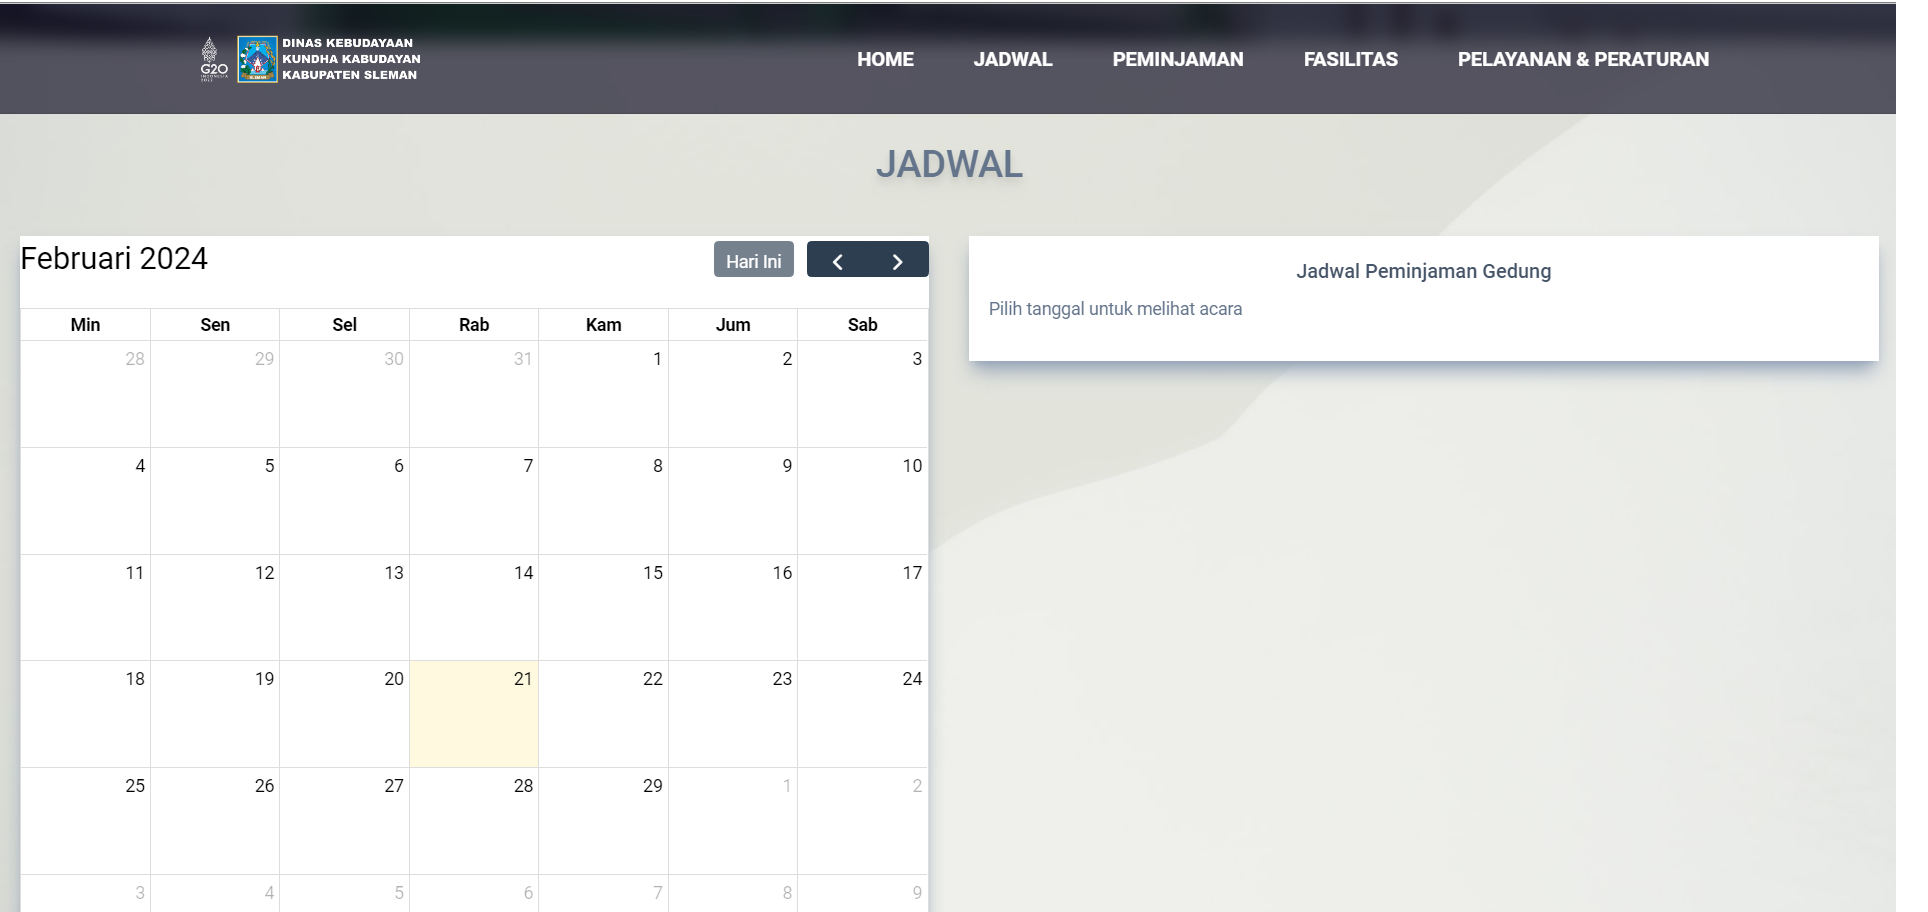 G20
INDONESIA
DINAS KEBUDAYAAN
KUNDHA KABUDAYAN
KABUPATEN SLEMAN
HOME JADWAL PEMINJAMAN FASILITAS PELAYANAN & PERATURAN
JADWAL
Februari 2024
Hari Ini
Min Sen Sel Rab Kam Jum Sab
28 29 30 31 1 2 3
4 5 6 7 8 9 10
11 12 13 14 15 16 17
18 19 20 21 22 23 24
25 26 27 28 29 1 2
3 4 5 6 7 8 9
Jadwal Peminjaman Gedung
Pilih tanggal untuk melihat acara